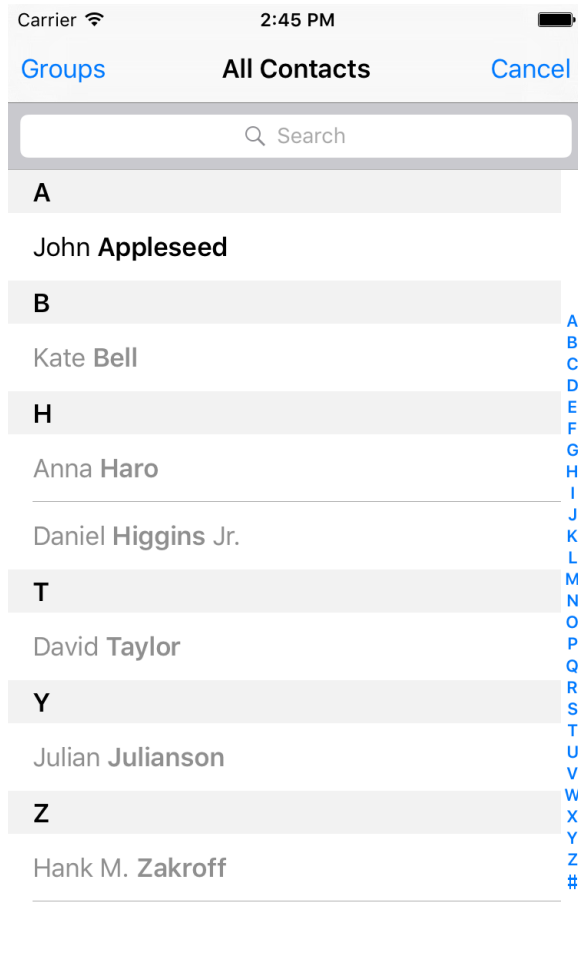 Carrier 2:45 PM
Groups All Contacts Cancel
Search
A
John Appleseed
B
Kate Bell
H
Anna Haro
Daniel Higgins Jr.
T
David Taylor
Y
Julian Julianson
Z
Hank M. Zakroff
A
B
C
D
E
F
G
H
I
J
K
L
M
N
O
P
Q
R
S
T
U
V
W
X
Y
Z
#